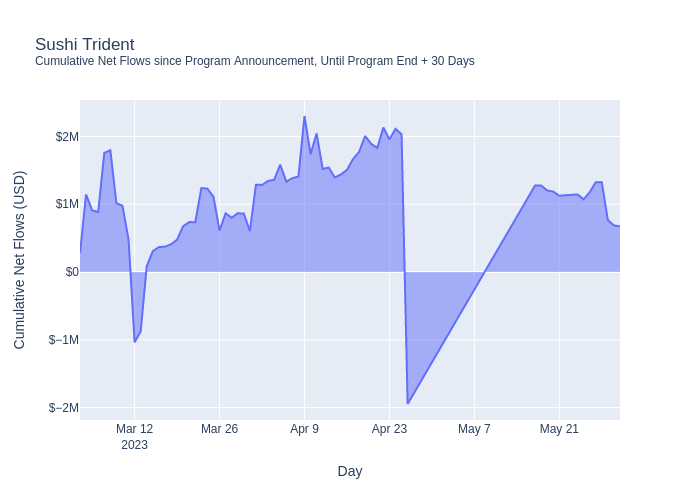 Sushi Trident
Cumulative Net Flows since Program Announcement, Until Program End + 30 Days
Cumulative Net Flows (USD)
$2M
$1M
$0
$−1M
$−2M
Mar 12 Mar 26 Apr 9 Apr 23 May 7 May 21
2023
Day